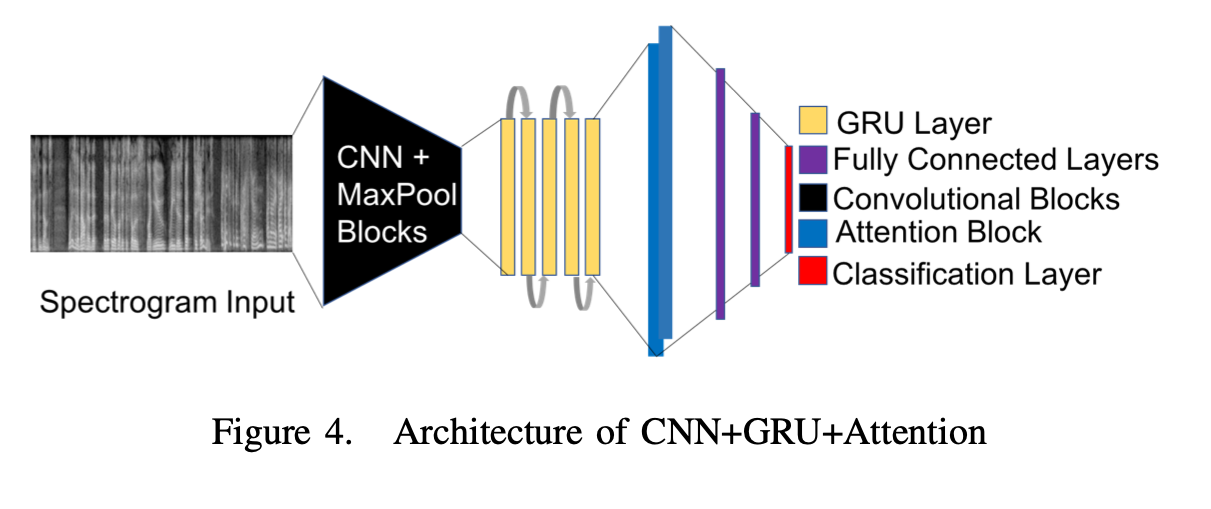 CNN +
MaxPool
Blocks
Spectrogram Input
GRU Layer
Fully Connected Layers
Convolutional Blocks
Attention Block
Classification Layer
Figure 4. Architecture of CNN+GRU+Attention